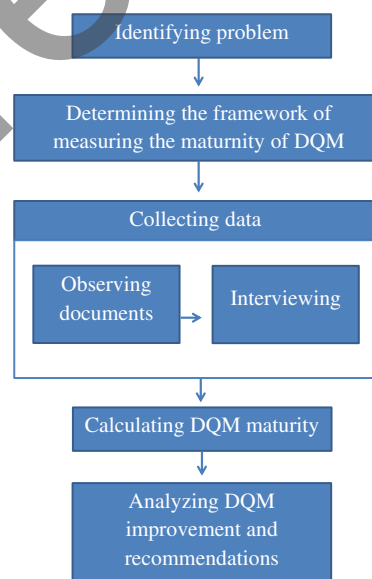 Identifying problem
Determining the framework of
measuring the maturnity of DQM
Collecting data
Observing
documents
Interviewing
Calculating DQM maturity
Analyzing DQM
improvement and
recommendations